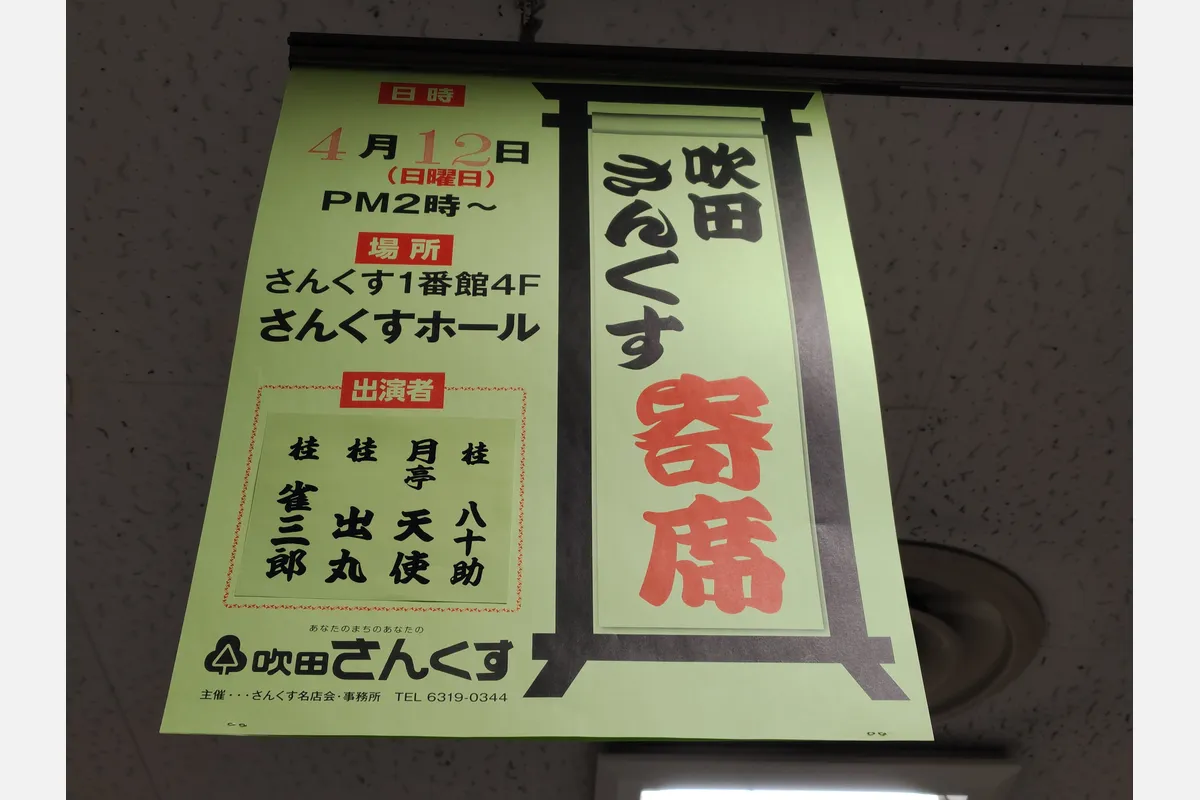 吹田
さんくす
寄席
日時
4月12日
(日曜日)
PM2時~
場所
さんくす1番館4F
さんくすホール
出演者
桂 八十助
月亭 天使
桂 出丸
桂 雀三郎
あなたのまちのあなたの
吹田さんくす
主催・・・さんくす名店会・事務所 TEL 6319-0344